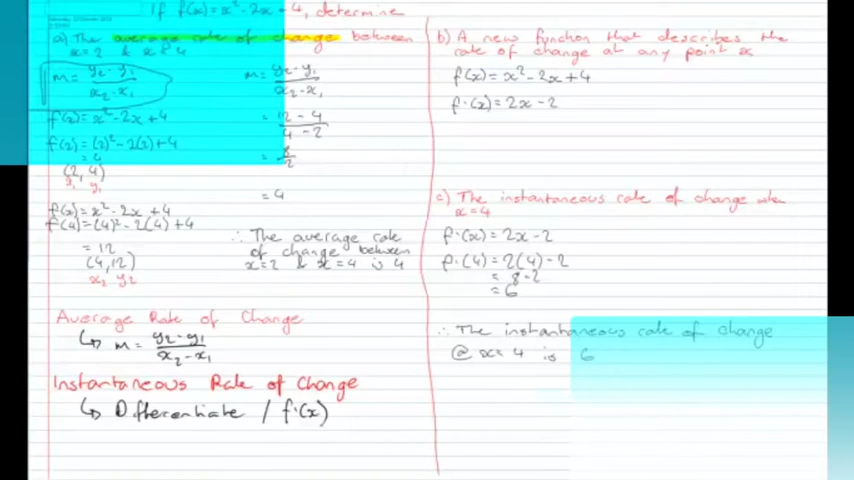 If f(x) = x² - 2x + 4, determine
a) The average rate of change between
x = 2 & x = 4
m = y₂ - y₁ / x₂ - x₁
f(x) = x² - 2x + 4
f(2) = (2)² - 2(2) + 4
= 4
(2, 4)
x₁ y₁
f(x) = x² - 2x + 4
f(4) = (4)² - 2(4) + 4
= 12
(4, 12)
x₂ y₂
m = y₂ - y₁ / x₂ - x₁
= 12 - 4 / 4 - 2
= 8 / 2
= 4
∴ The average rate
of change between
x = 2 & x = 4 is 4
Average Rate of Change
↳ m = y₂ - y₁ / x₂ - x₁
Instantaneous Rate of Change
↳ Differentiate / f'(x)
b) A new function that describes the
rate of change at any point x
f(x) = x² - 2x + 4
f'(x) = 2x - 2
c) The instantaneous rate of change when
x = 4
f'(x) = 2x - 2
f'(4) = 2(4) - 2
= 8 - 2
= 6
∴ The instantaneous rate of change
@ x = 4 is 6